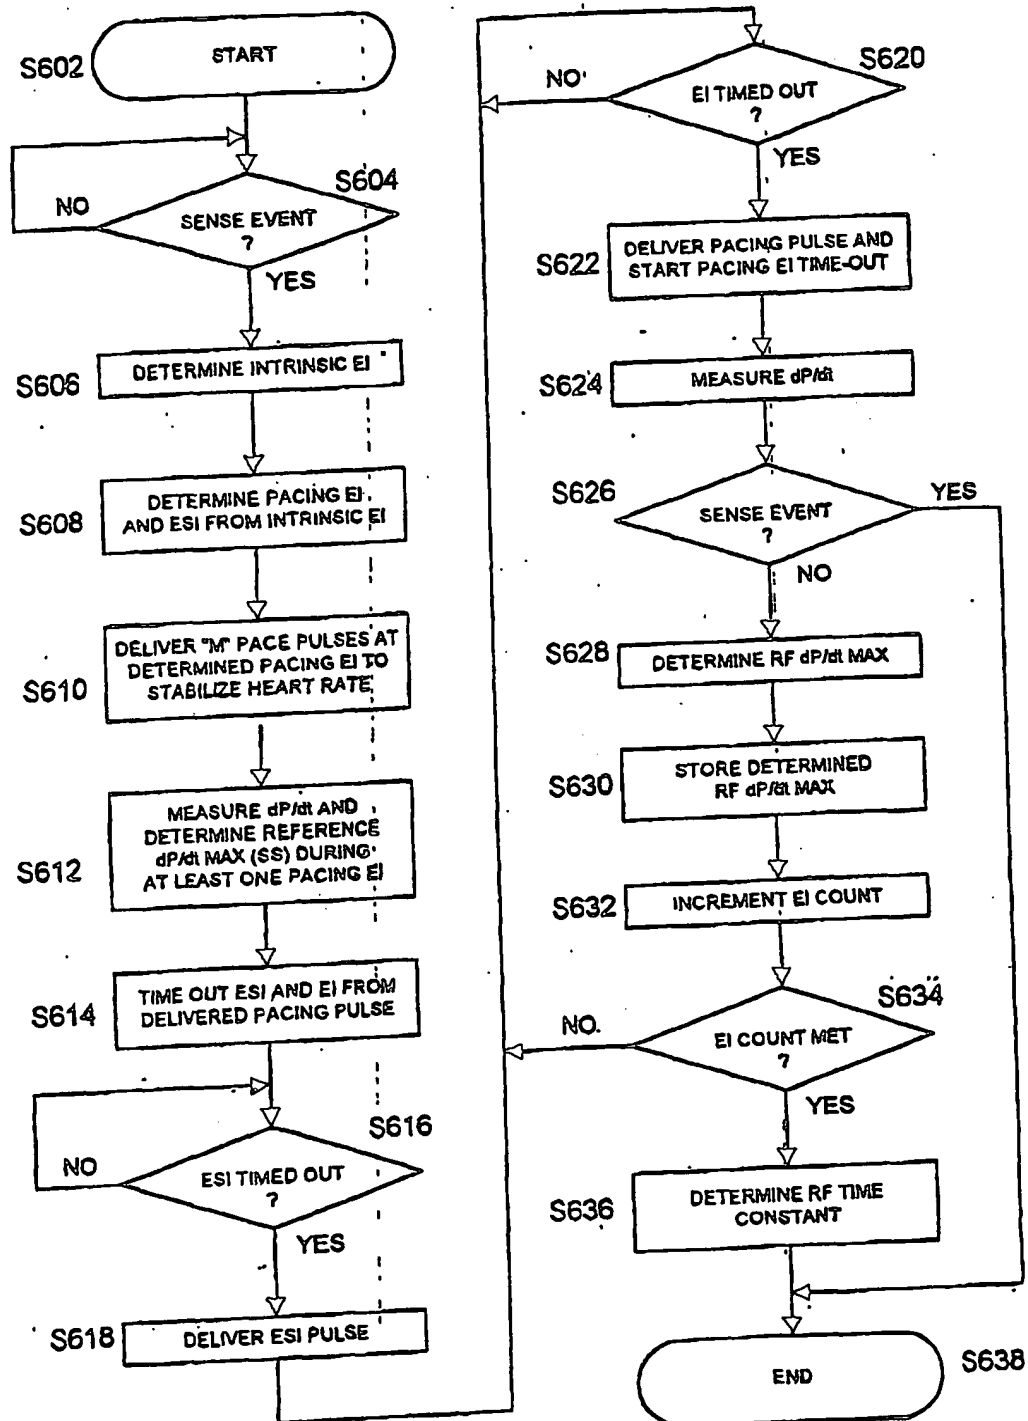 S602
START
S604
NO
SENSE EVENT
?
YES
S606
DETERMINE INTRINSIC EI
S608
DETERMINE PACING EI
AND ESI FROM INTRINSIC EI
S610
DELIVER "M" PACE PULSES AT
DETERMINED PACING EI TO
STABILIZE HEART RATE
S612
MEASURE dP/dt AND
DETERMINE REFERENCE
dP/dt MAX (SS) DURING
AT LEAST ONE PACING EI
S614
TIME OUT ESI AND EI FROM
DELIVERED PACING PULSE
S616
NO
ESI TIMED OUT
?
YES
S618
DELIVER ESI PULSE
S620
NO
EI TIMED OUT
?
YES
S622
DELIVER PACING PULSE AND
START PACING EI TIME-OUT
S624
MEASURE dP/dt
S626
YES
SENSE EVENT
?
NO
S628
DETERMINE RF dP/dt MAX
S630
STORE DETERMINED
RF dP/dt MAX
S632
INCREMENT EI COUNT
S634
NO.
EI COUNT MET
?
YES
S636
DETERMINE RF TIME
CONSTANT
END
S638